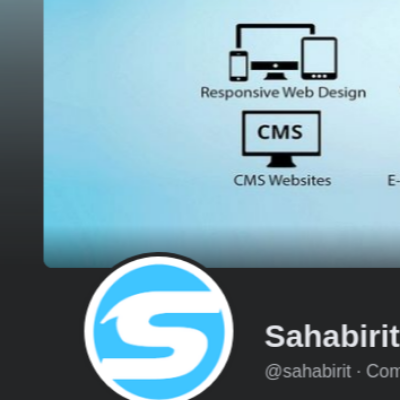 Responsive Web Design
CMS
CMS Websites
E-
S
Sahabirit
@sahabirit · Com